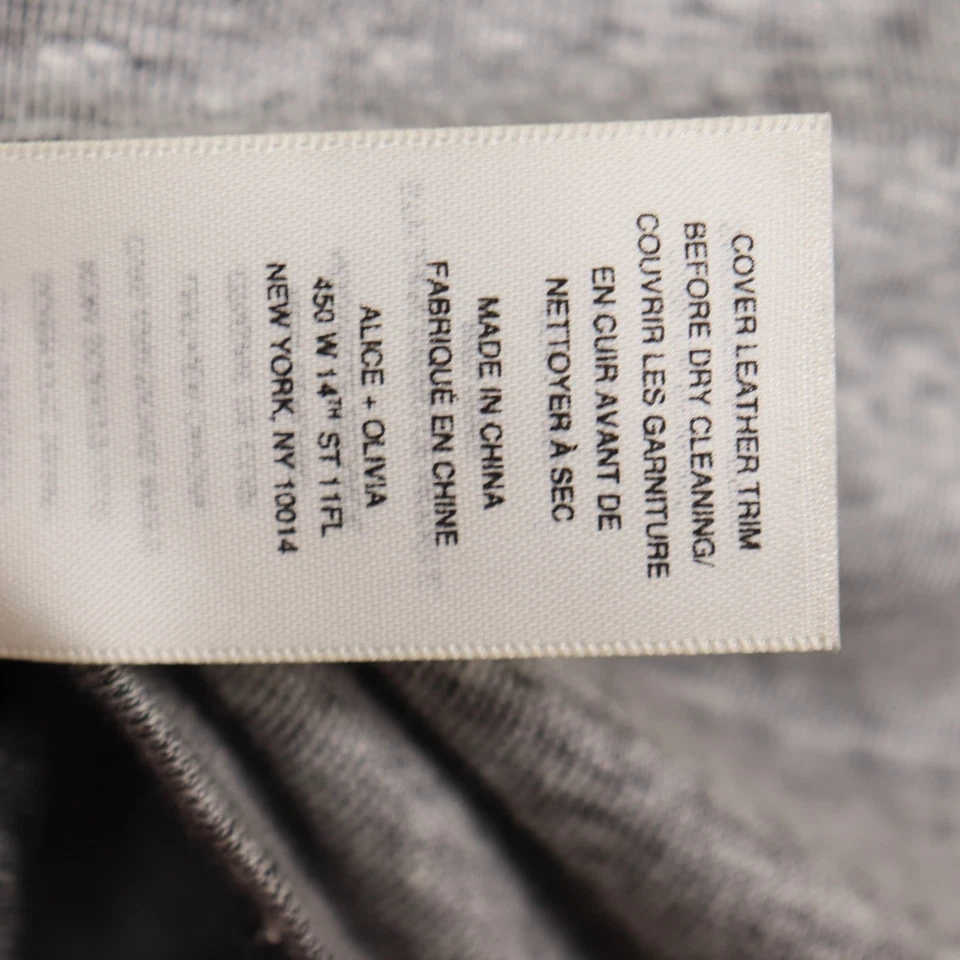 COVER LEATHER TRIM
BEFORE DRY CLEANING/
COUVRIR LES GARNITURE
EN CUIR AVANT DE
NETTOYER À SEC
MADE IN CHINA
FABRIQUÉ EN CHINE
ALICE + OLIVIA
450 W 14TH ST 11FL
NEW YORK, NY 10014